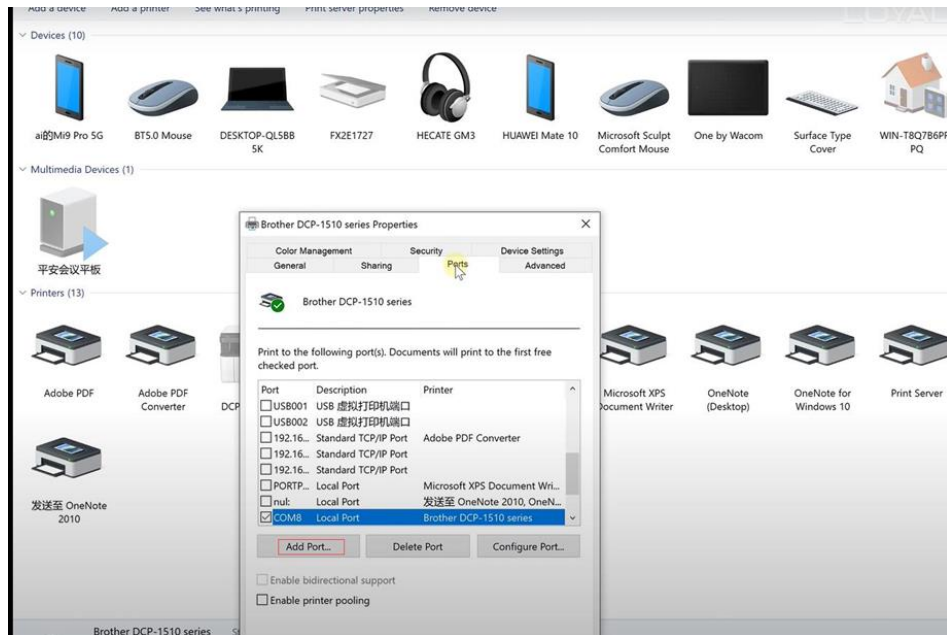 Add a device Add a printer See what's printing Print server properties Remove device
Devices (10)
ai的Mi9 Pro 5G
BT5.0 Mouse
DESKTOP-QL5BB
5K
FX2E1727
HECATE GM3
HUAWEI Mate 10
Microsoft Sculpt
Comfort Mouse
One by Wacom
Surface Type
Cover
WIN-T8Q7B6PF
PQ
Multimedia Devices (1)
平安会议平板
Printers (13)
Adobe PDF
Adobe PDF
Converter
DCP
Microsoft XPS
Document Writer
OneNote
(Desktop)
OneNote for
Windows 10
Print Server
发送至 OneNote
2010
Brother DCP-1510 series Properties
Color Management Security Device Settings
General Sharing Ports Advanced
Brother DCP-1510 series
Print to the following port(s). Documents will print to the first free
checked port.
Port Description Printer
USB001 USB 虚拟打印机端口
USB002 USB 虚拟打印机端口
192.16... Standard TCP/IP Port Adobe PDF Converter
192.16... Standard TCP/IP Port
192.16... Standard TCP/IP Port
PORTP... Local Port Microsoft XPS Document Wri...
nul: Local Port 发送至 OneNote 2010, OneN...
COM8 Local Port Brother DCP-1510 series
Add Port... Delete Port Configure Port...
Enable bidirectional support
Enable printer pooling
Brother DCP-1510 series